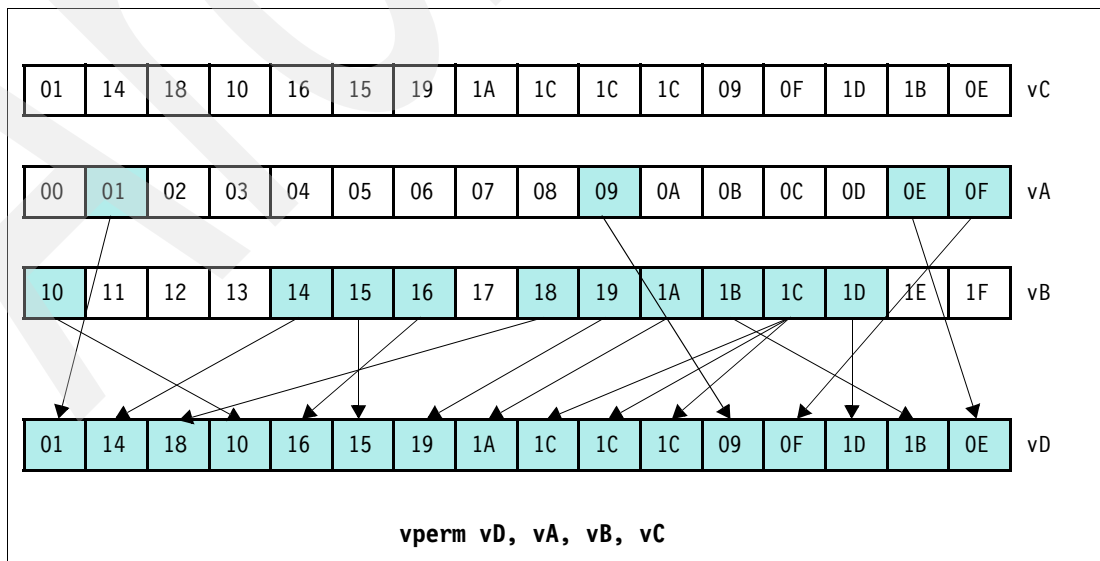 01 14 18 10 16 15 19 1A 1C 1C 1C 09 0F 1D 1B 0E vC
00 01 02 03 04 05 06 07 08 09 0A 0B 0C 0D 0E 0F vA
10 11 12 13 14 15 16 17 18 19 1A 1B 1C 1D 1E 1F vB
01 14 18 10 16 15 19 1A 1C 1C 1C 09 0F 1D 1B 0E vD
vperm vD, vA, vB, vC